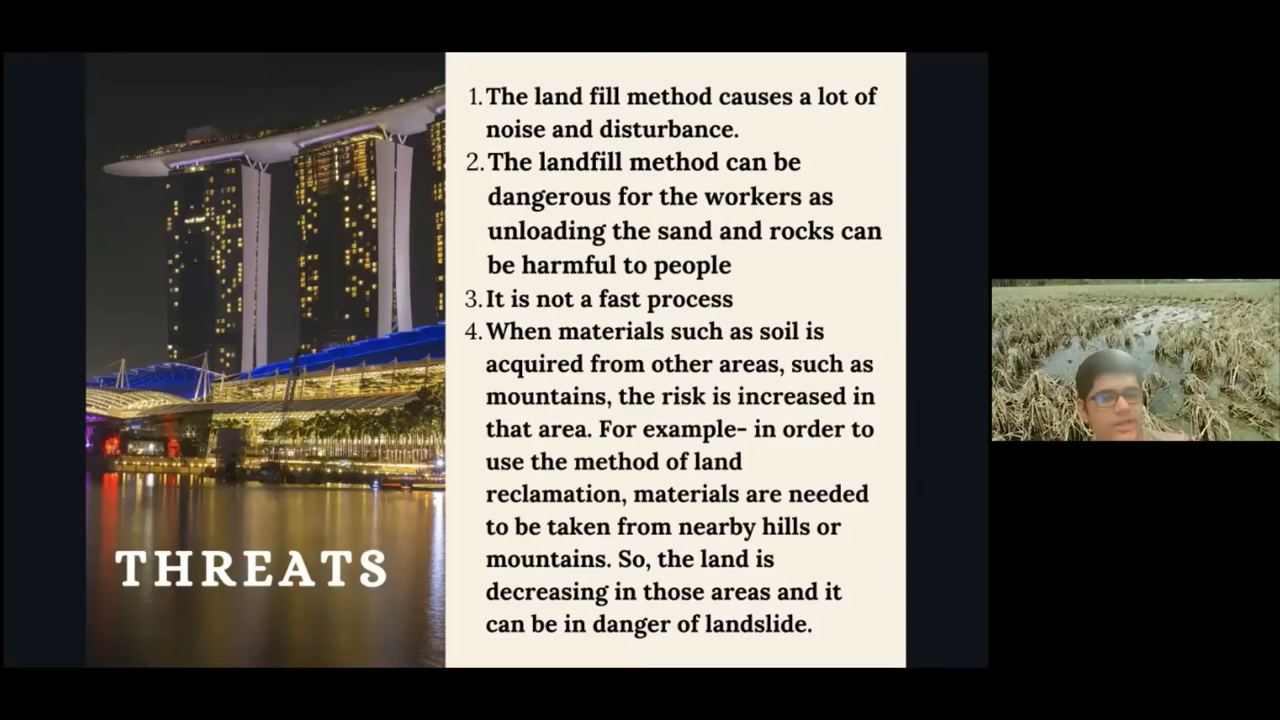 1. The land fill method causes a lot of
noise and disturbance.
2. The landfill method can be
dangerous for the workers as
unloading the sand and rocks can
be harmful to people
3. It is not a fast process
4. When materials such as soil is
acquired from other areas, such as
mountains, the risk is increased in
that area. For example- in order to
use the method of land
reclamation, materials are needed
to be taken from nearby hills or
mountains. So, the land is
decreasing in those areas and it
can be in danger of landslide.
THREATS